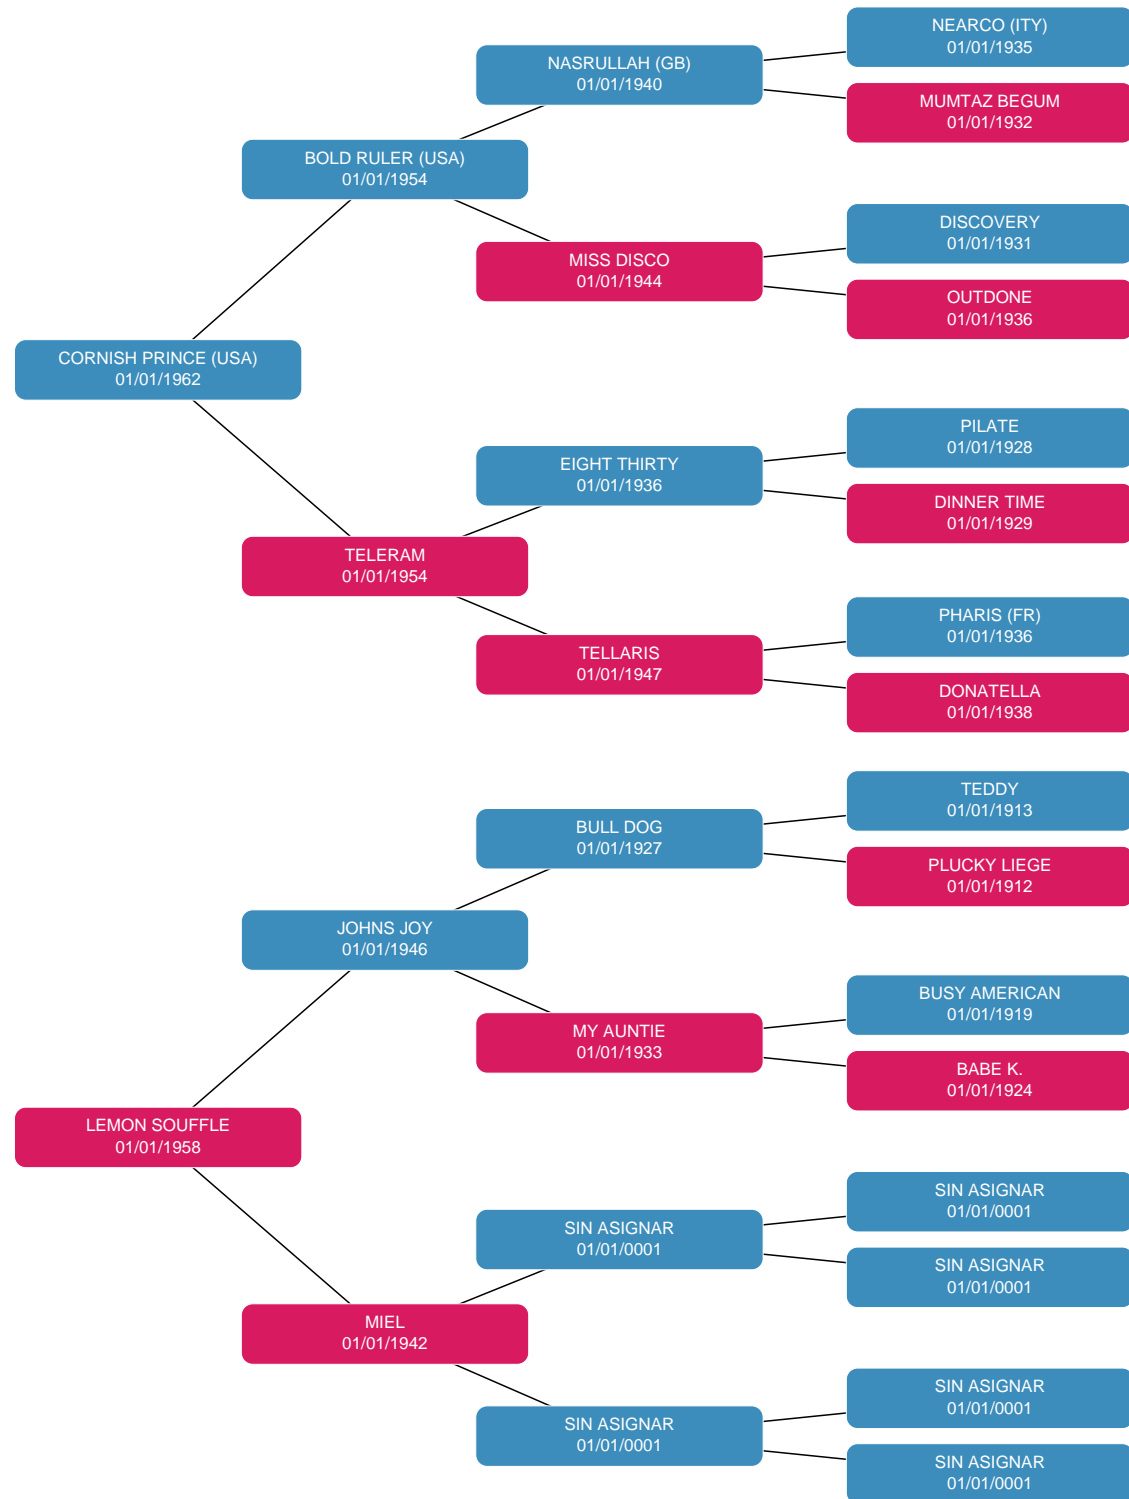 NEARCO (ITY)
01/01/1935
NASRULLAH (GB)
01/01/1940
MUMTAZ BEGUM
01/01/1932
BOLD RULER (USA)
01/01/1954
DISCOVERY
01/01/1931
MISS DISCO
01/01/1944
OUTDONE
01/01/1936
CORNISH PRINCE (USA)
01/01/1962
PILATE
01/01/1928
EIGHT THIRTY
01/01/1936
DINNER TIME
01/01/1929
TELERAM
01/01/1954
PHARIS (FR)
01/01/1936
TELLARIS
01/01/1947
DONATELLA
01/01/1938
TEDDY
01/01/1913
BULL DOG
01/01/1927
PLUCKY LIEGE
01/01/1912
JOHNS JOY
01/01/1946
BUSY AMERICAN
01/01/1919
MY AUNTIE
01/01/1933
BABE K.
01/01/1924
LEMON SOUFFLE
01/01/1958
SIN ASIGNAR
01/01/0001
SIN ASIGNAR
01/01/0001
SIN ASIGNAR
01/01/0001
MIEL
01/01/1942
SIN ASIGNAR
01/01/0001
SIN ASIGNAR
01/01/0001
SIN ASIGNAR
01/01/0001